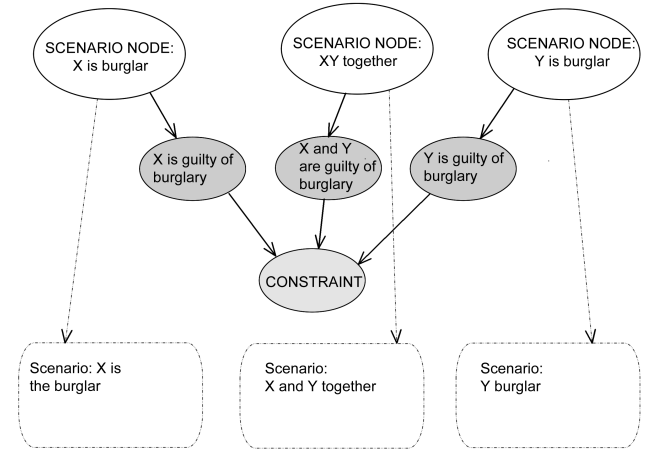 SCENARIO NODE:
X is burglar
SCENARIO NODE:
XY together
SCENARIO NODE:
Y is burglar
X is guilty of
burglary
X and Y
are guilty of
burglary
Y is guilty of
burglary
CONSTRAINT
Scenario: X is
the burglar
Scenario:
X and Y together
Scenario:
Y burglar